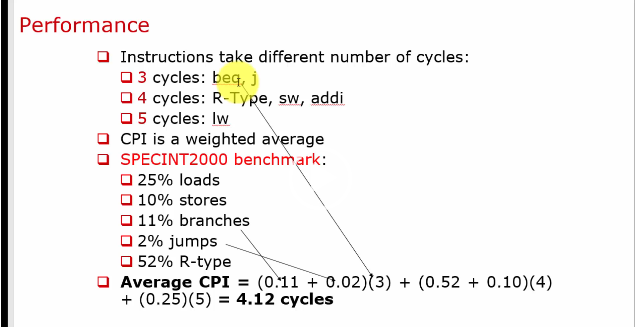 Performance
Instructions take different number of cycles:
3 cycles: beq, j
4 cycles: R-Type, sw, addi
5 cycles: lw
CPI is a weighted average
SPECINT2000 benchmark:
25% loads
10% stores
11% branches
2% jumps
52% R-type
Average CPI = (0.11 + 0.02)(3) + (0.52 + 0.10)(4)
+ (0.25)(5) = 4.12 cycles